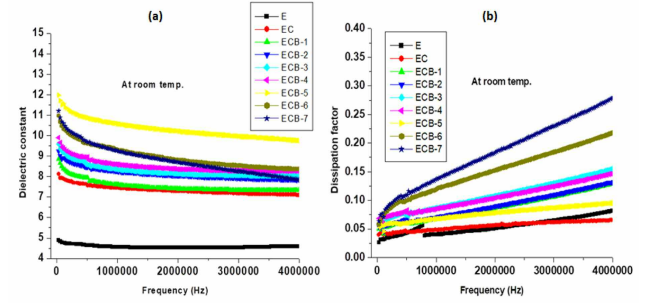 (a)
15
14
13
12
11
10
9
8
7
6
5
4
Dielectric constant
At room temp.
E
EC
ECB-1
ECB-2
ECB-3
ECB-4
ECB-5
ECB-6
ECB-7
0 1000000 2000000 3000000 4000000
Frequency (Hz)
(b)
0.40
0.35
0.30
0.25
0.20
0.15
0.10
0.05
0.00
Dissipation factor
E
EC
ECB-1
ECB-2
ECB-3
ECB-4
ECB-5
ECB-6
ECB-7
At room temp.
0 1000000 2000000 3000000 4000000
Frequency (Hz)